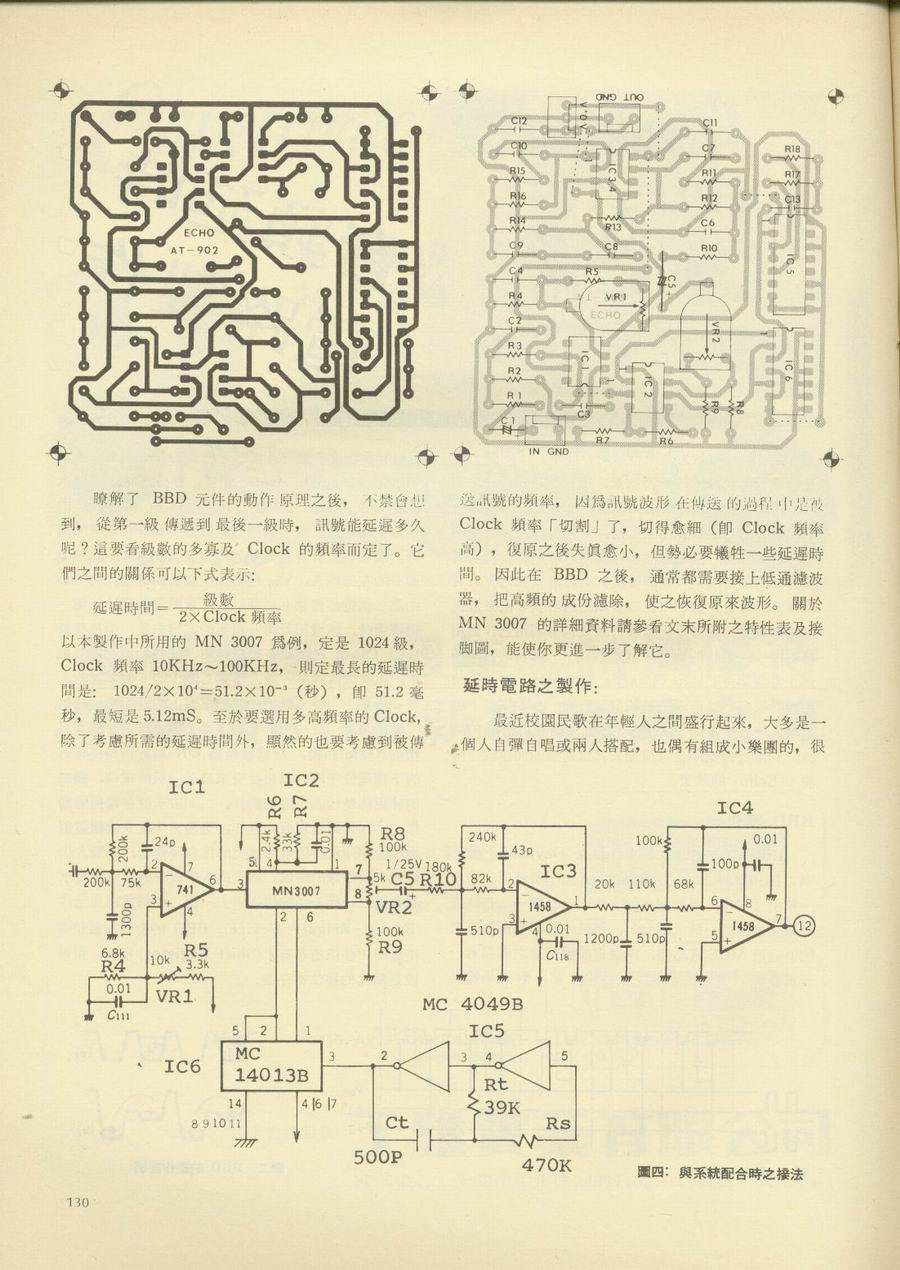 ECHO
AT-902
OUT GND
V.O V
C12
C11
C10
C7
R15
R11
IC3,4
R18
R17
R16
R12
C13
R14
R13
C6
C9
C8
R10
IC5
C4
R5
C5
R4
VR1
ECHO
C2
VR2
R3
IC1
IC6
R2
IC2
R1
C3
R9
R8
C1
R7
R6
IN GND
瞭解了 BBD 元件的動作原理之後, 不禁會想
到, 從第一級傳遞到最後一級時, 訊號能延遲多久
呢?這要看級數的多寡及 Clock 的頻率而定了。它
們之間的關係可以下式表示:
延遲時間=級數
2×Clock 頻率
以本製作中所用的 MN 3007 爲例,定是 1024 級,
Clock 頻率 10KHz~100KHz, 則定最長的延遲時
間是: 1024/2×10⁴=51.2×10⁻³ (秒), 卽 51.2 毫
秒,最短是 5.12mS。至於要選用多高頻率的 Clock,
除了考慮所需的延遲時間外,顯然的也要考慮到被傳
送訊號的頻率, 因爲訊號波形在傳送的過程中是被
Clock 頻率「切割」了,切得愈細(卽 Clock 頻率
高),復原之後失眞愈小,但勢必要犧牲一些延遲時
間。因此在 BBD 之後, 通常都需要接上低通濾波
器, 把高頻的成份濾除, 使之恢復原來波形。關於
MN 3007 的詳細資料請參看文末所附之特性表及接
脚圖,能使你更進一步了解它。
延時電路之製作:
最近校園民歌在年輕人之間盛行起來,大多是一
個人自彈自唱或兩人搭配,也偶有組成小樂團的,很
IC1
IC2
IC4
R6
R7
R8
100k
200k
24p
2.4k
33k
0.01
240k
43p
100k
0.01
1/25V
180k
IC3
100p
200k
75k
2
7
741
6
3
5
4
1
MN3007
7
8
5k
C5
R10
82k
2
1458
1
20k
110k
68k
6
8
1458
7
12
VR2
1300p
3
4
2
6
100k
R9
510p
3
4
0.01
C118
1200p
510p
5
R5
6.8k
R4
10k
3.3k
0.01
VR1
C111
MC 4049B
IC5
5
2
1
IC6
MC
14013B
3
2
3
4
5
Rt
39K
14
4 6 7
8 9 10 11
Ct
Rs
500P
470K
圖四: 與系統配合時之接法
130